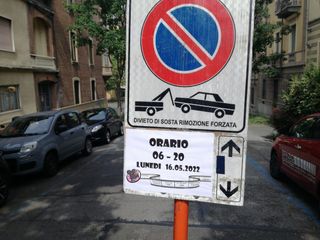 DIVIETO DI SOSTA RIMOZIONE FORZATA
ORARIO
06 - 20
LUNEDI 16.05.2022